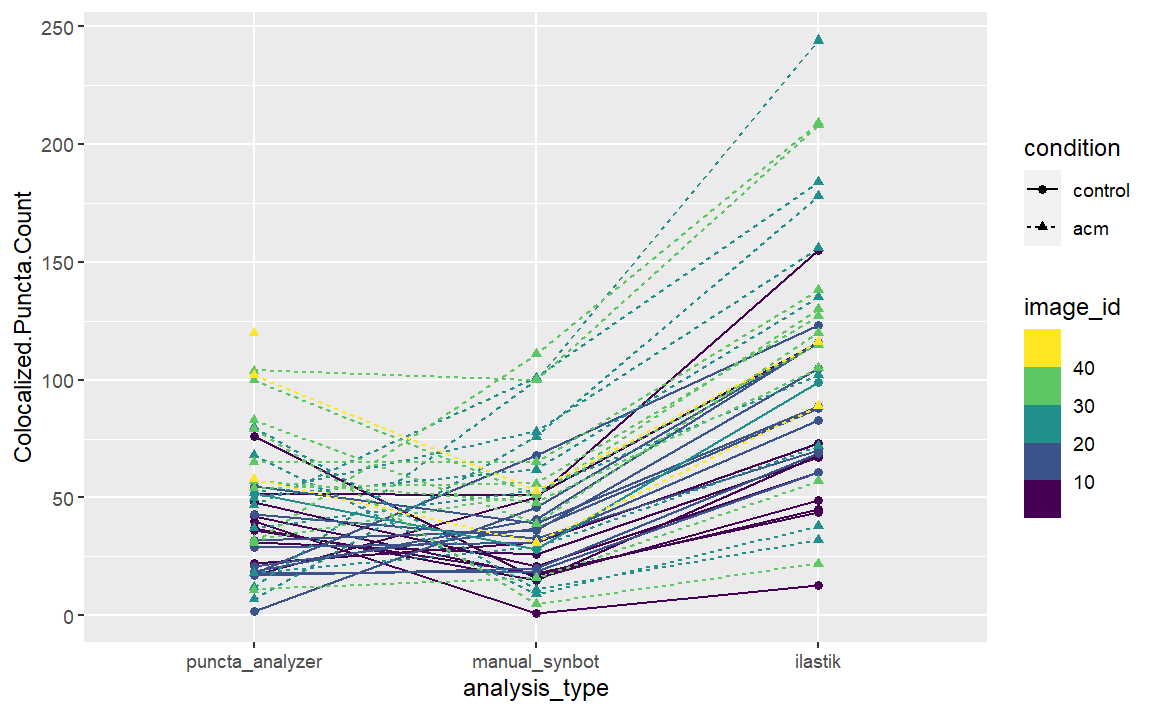 250
200
150
100
50
0
Colocalized.Puncta.Count
puncta_analyzer
manual_synbot
ilastik
analysis_type
condition
control
acm
image_id
40
30
20
10